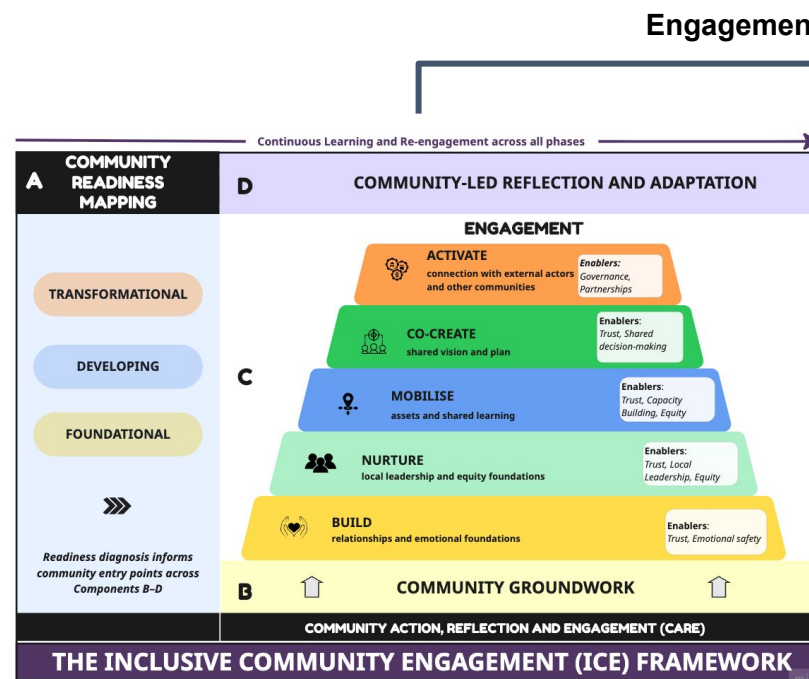 Engagemen
Continuous Learning and Re-engagement across all phases
A
COMMUNITY
READINESS
MAPPING
TRANSFORMATIONAL
DEVELOPING
FOUNDATIONAL
Readiness diagnosis informs
community entry points across
Components B–D
D
COMMUNITY-LED REFLECTION AND ADAPTATION
C
ENGAGEMENT
ACTIVATE
connection with external actors
and other communities
Enablers:
Governance,
Partnerships
CO-CREATE
shared vision and plan
Enablers:
Trust, Shared
decision-making
MOBILISE
assets and shared learning
Enablers:
Trust, Capacity
Building, Equity
NURTURE
local leadership and equity foundations
Enablers:
Trust, Local
Leadership, Equity
BUILD
relationships and emotional foundations
Enablers:
Trust, Emotional safety
B
COMMUNITY GROUNDWORK
COMMUNITY ACTION, REFLECTION AND ENGAGEMENT (CARE)
THE INCLUSIVE COMMUNITY ENGAGEMENT (ICE) FRAMEWORK